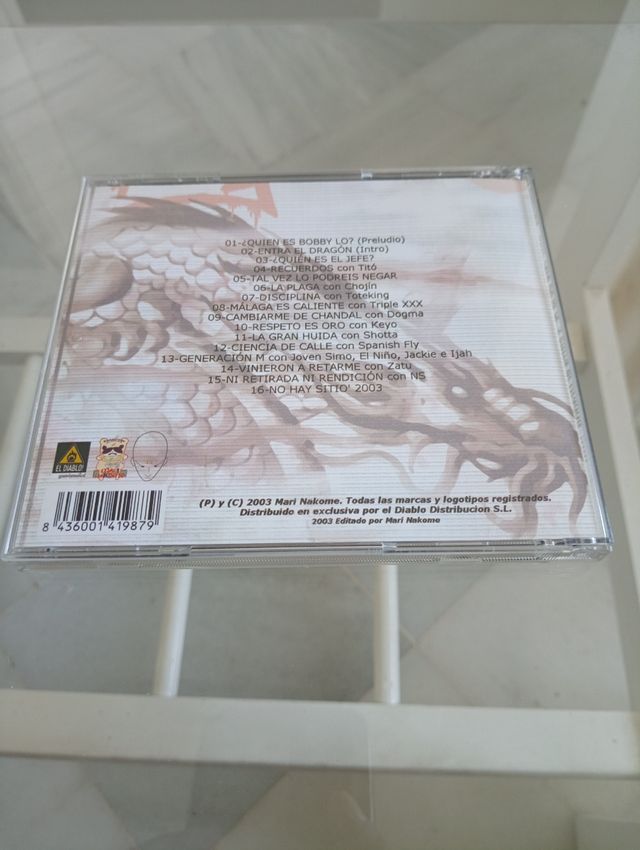 01-¿QUIEN ES BOBBY LO? (Preludio)
02-ENTRA EL DRAGÓN (Intro)
03-¿QUIÉN ES EL JEFE?
04-RECUERDOS con Titó
05-TAL VEZ LO PODREIS NEGAR
06-LA PLAGA con Chojin
07-DISCIPLINA con Toteking
08-MÁLAGA ES CALIENTE con Triple XXX
09-CAMBIARME DE CHANDAL con Dogma
10-RESPETO ES ORO con Keyo
11-LA GRAN HUIDA con Shotta
12-CIENCIA DE CALLE con Spanish Fly
13-GENERACIÓN M con Joven Simo, El Niño, Jackie e Ijah
14-VINIERON A RETARME con Zatu
15-NI RETIRADA NI RENDICIÓN con NS
16-NO HAY SITIO' 2003
EL DIABLO!
8 436001 419879
(P) y (C) 2003 Mari Nakome. Todas las marcas y logotipos registrados.
Distribuido en exclusiva por el Diablo Distribucion S.L.
2003 Editado por Mari Nakome